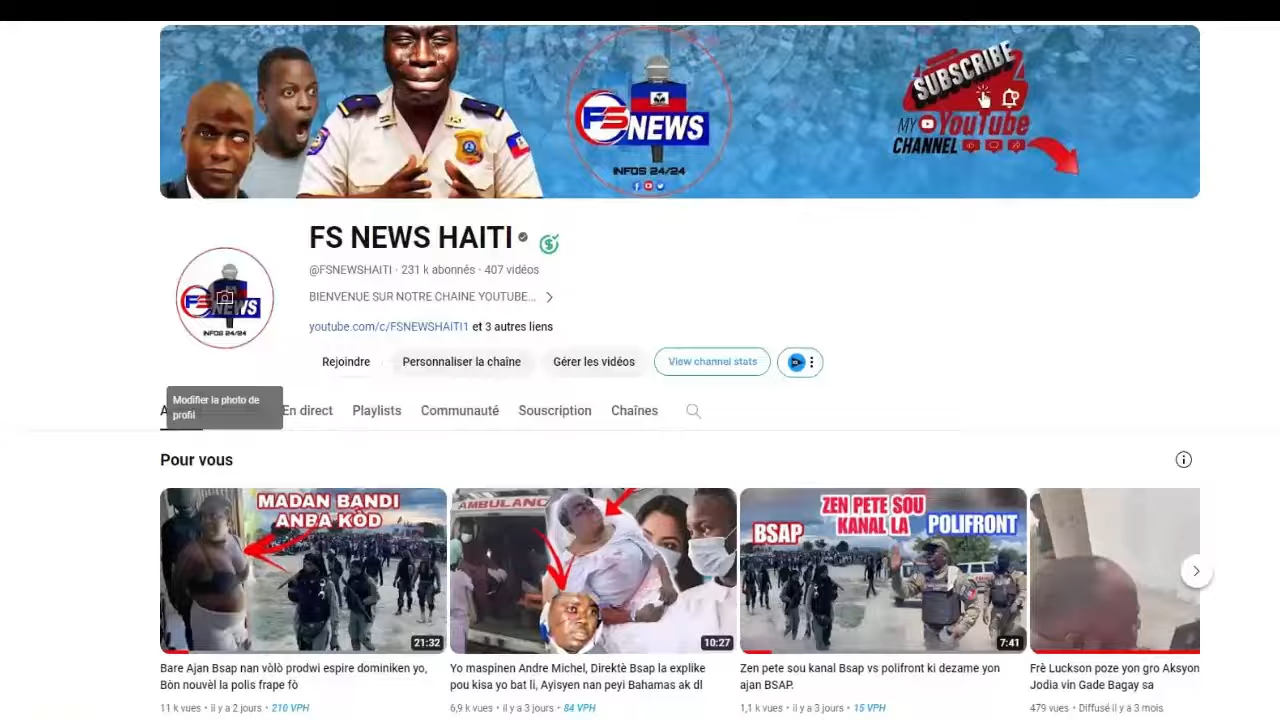 SUBSCRIBE
MY YouTube
CHANNEL
FS NEWS
INFOS 24/24
FS NEWS HAITI
@FSNEWSHAITI · 231 k abonnés · 407 vidéos
BIENVENUE SUR NOTRE CHAINE YOUTUBE...
youtube.com/c/FSNEWSHAITI1 et 3 autres liens
FS NEWS
INFOS 24/24
Rejoindre Personnaliser la chaîne Gérer les vidéos View channel stats
Modifier la photo de
profil
A En direct Playlists Communauté Souscription Chaînes
Pour vous
MADAN BANDI
ANBA KÒD
21:32
AMBULANC
10:27
ZEN PETE SOU
KANAL LA
BSAP
POLIFRONT
7:41
Bare Ajan Bsap nan vòlò prodwi espire dominiken yo,
Bòn nouvèl la polis frape fò
11 k vues · il y a 2 jours · 210 VPH
Yo maspinen Andre Michel, Direktè Bsap la explike
pou kisa yo bat li, Ayisyen nan peyi Bahamas ak dl
6,9 k vues · il y a 3 jours · 84 VPH
Zen pete sou kanal Bsap vs polifront ki dezame yon
ajan BSAP.
1,1 k vues · il y a 3 jours · 15 VPH
Frè Luckson poze yon gro Aksyon
Jodia vin Gade Bagay sa
479 vues · Diffusé il y a 3 mois